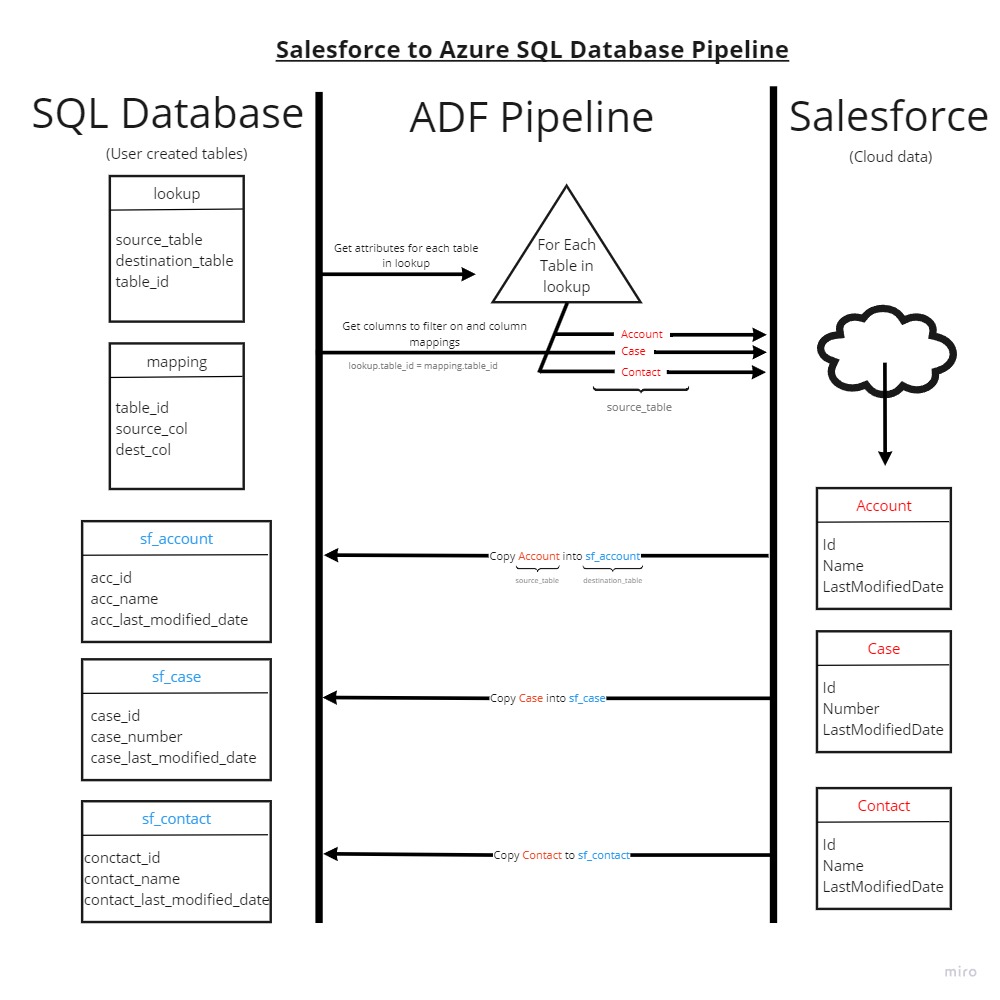 Salesforce to Azure SQL Database Pipeline
SQL Database
(User created tables)
lookup
source_table
destination_table
table_id
mapping
table_id
source_col
dest_col
sf_account
acc_id
acc_name
acc_last_modified_date
sf_case
case_id
case_number
case_last_modified_date
sf_contact
conctact_id
contact_name
contact_last_modified_date
ADF Pipeline
Get attributes for each table
in lookup
For Each
Table in
lookup
Get columns to filter on and column
mappings
lookup.table_id = mapping.table_id
Account
Case
Contact
source_table
Copy Account into sf_account
source_table destination_table
Copy Case into sf_case
Copy Contact to sf_contact
Salesforce
(Cloud data)
Account
Id
Name
LastModifiedDate
Case
Id
Number
LastModifiedDate
Contact
Id
Name
LastModifiedDate
miro